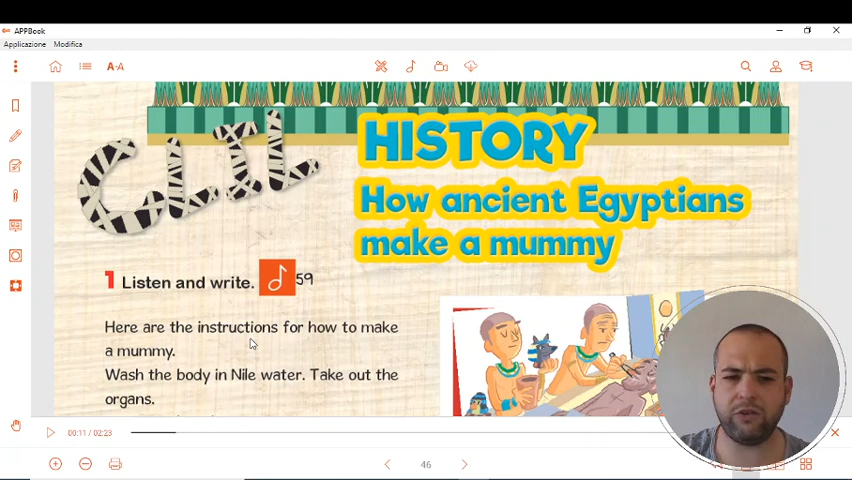 APPBook
Applicazione Modifica
A-A
CLIL
HISTORY
How ancient Egyptians
make a mummy
1 Listen and write. 59
Here are the instructions for how to make
a mummy.
Wash the body in Nile water. Take out the
organs.
00:11 / 02:23
46